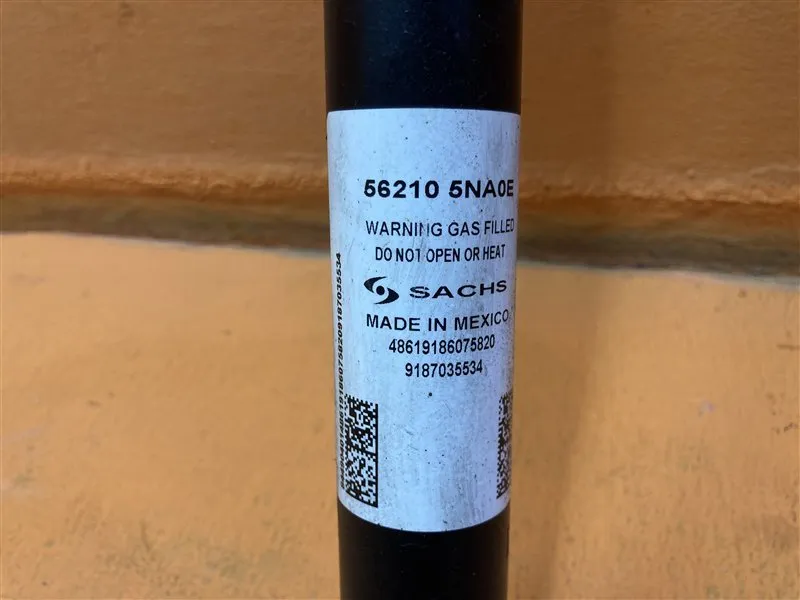 56210 5NA0E
WARNING GAS FILLED
DO NOT OPEN OR HEAT
SACHS
MADE IN MEXICO
48619186075820
9187035534